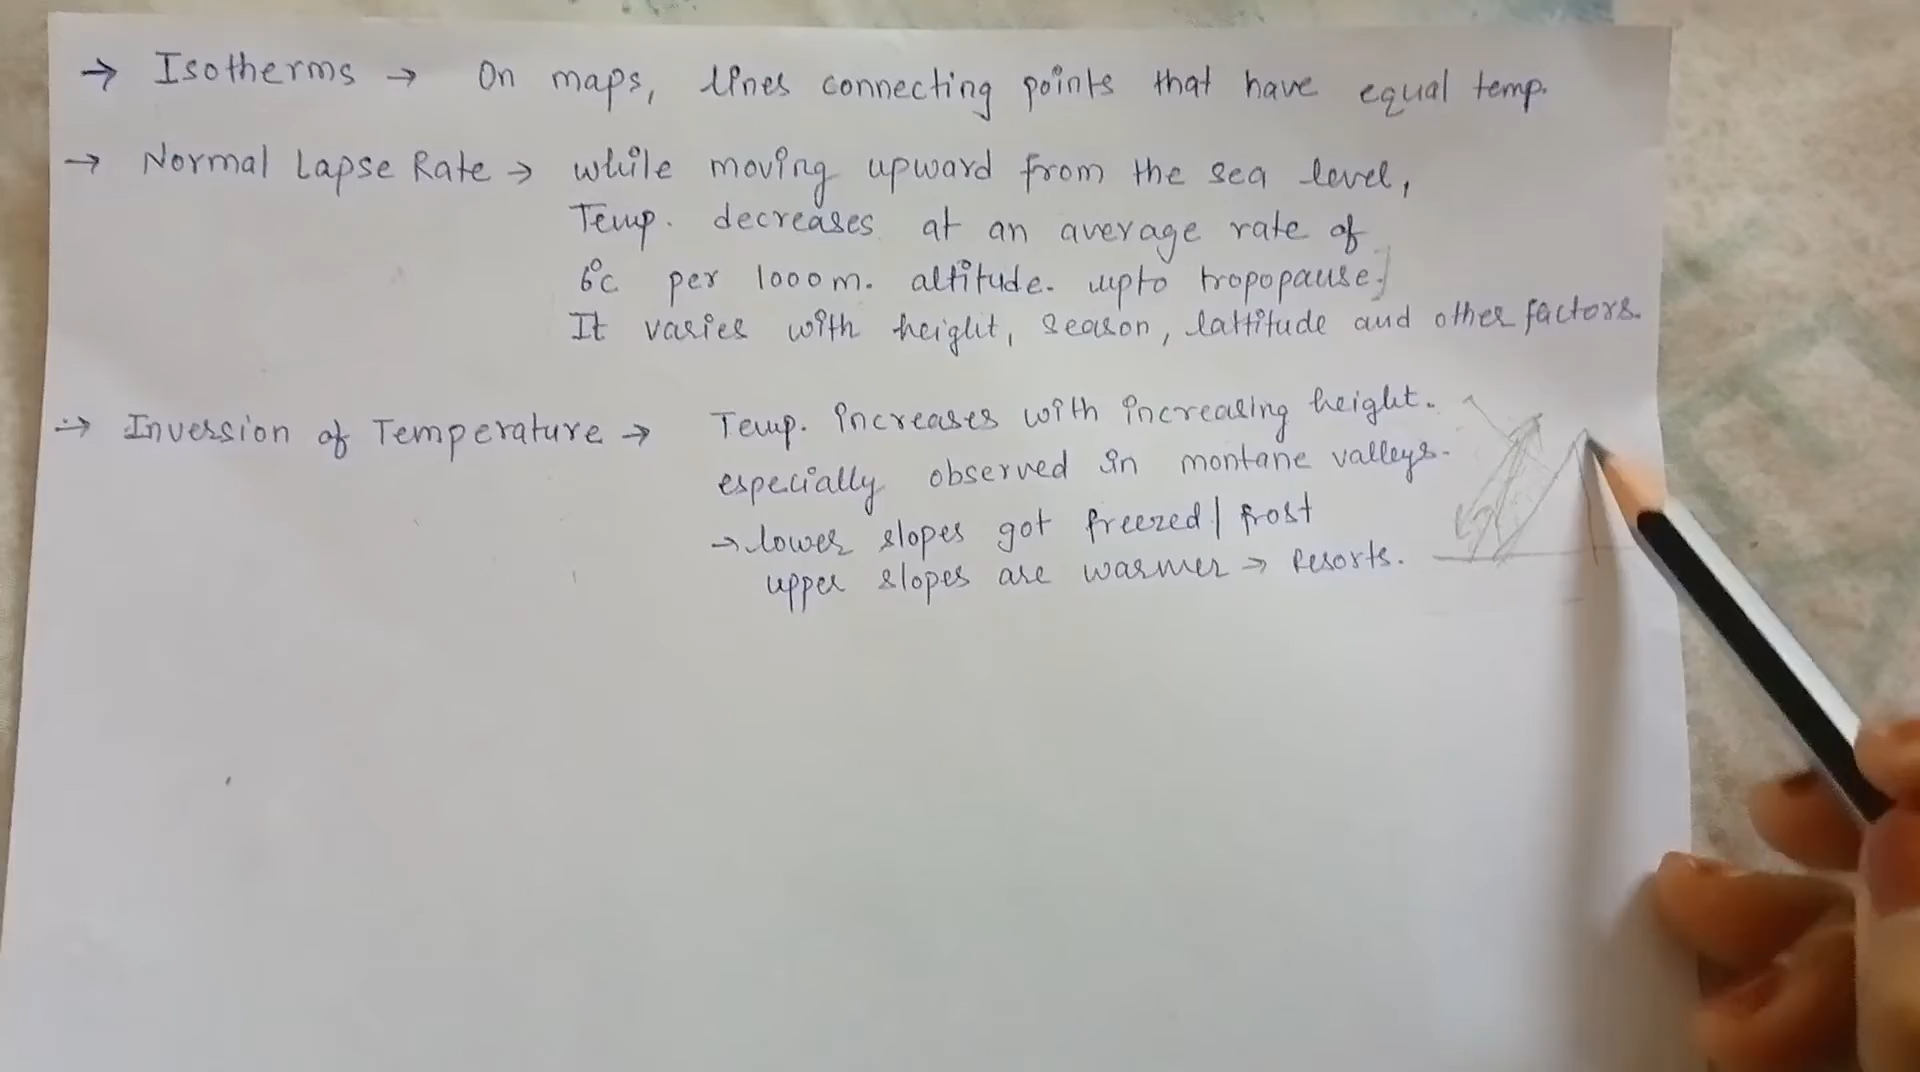 → Isotherms → On maps, lines connecting points that have equal temp.
→ Normal Lapse Rate → while moving upward from the sea level,
Temp. decreases at an average rate of
6°c per 1000m. altitude. upto tropopause.
It varies with height, season, lattitude and other factors.
→ Inversion of Temperature → Temp. increases with increasing height.
especially observed in montane valleys.
→ lower slopes got freezed / frost
upper slopes are warmer → Resorts.